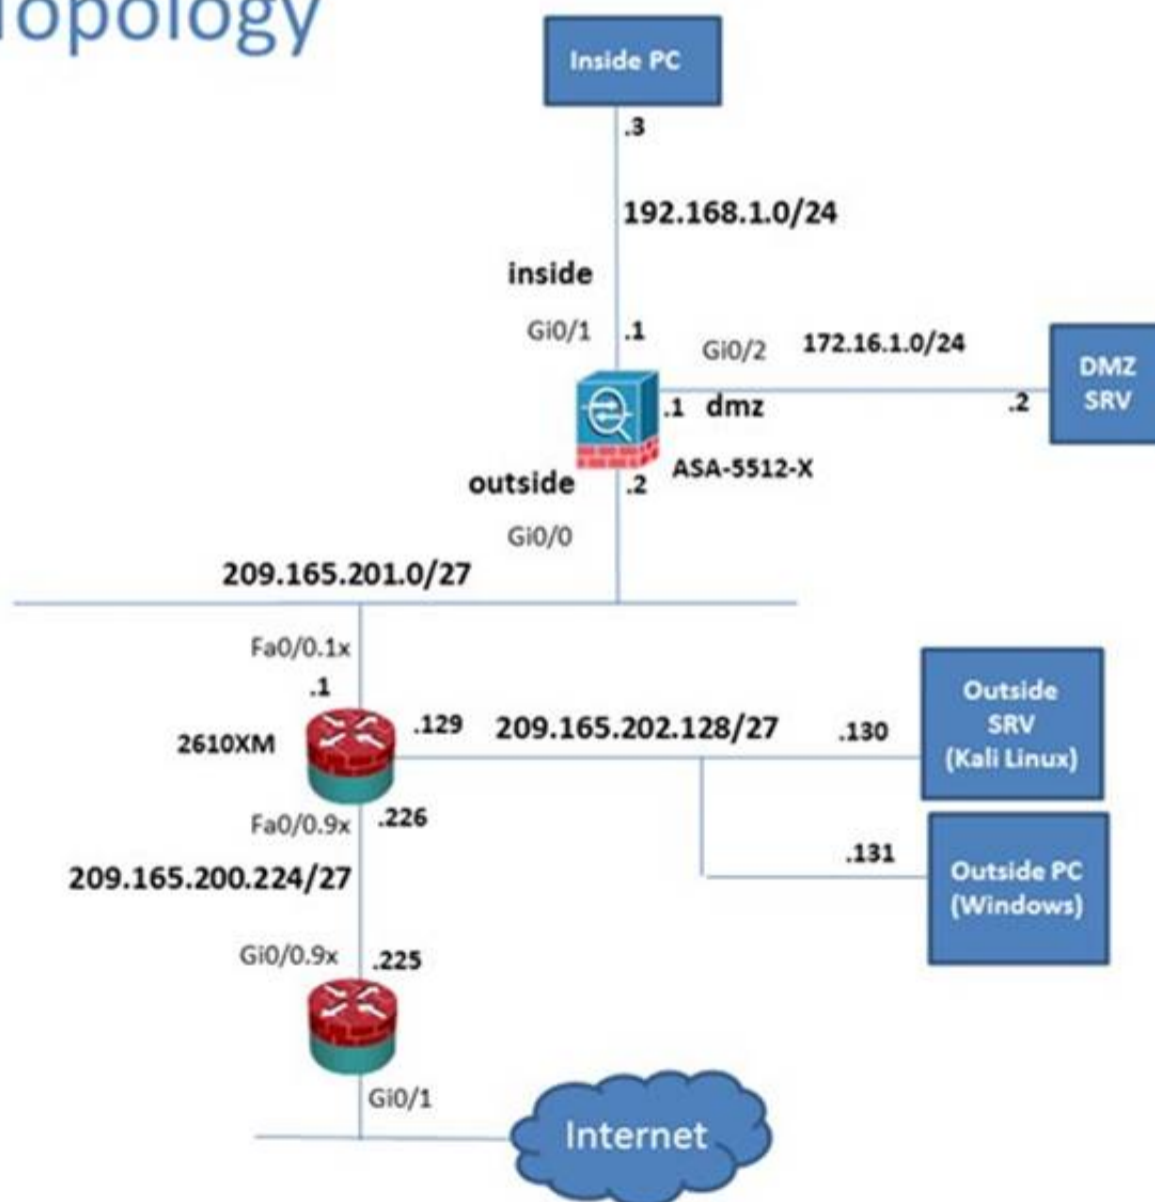 Topology
Inside PC
.3
192.168.1.0/24
inside
Gi0/1
.1
Gi0/2
172.16.1.0/24
DMZ
SRV
.1
dmz
.2
ASA-5512-X
outside
.2
Gi0/0
209.165.201.0/27
Fa0/0.1x
.1
2610XM
.129
209.165.202.128/27
.130
Outside
SRV
(Kali Linux)
Fa0/0.9x
.226
.131
Outside PC
(Windows)
209.165.200.224/27
Gi0/0.9x
.225
Gi0/1
Internet